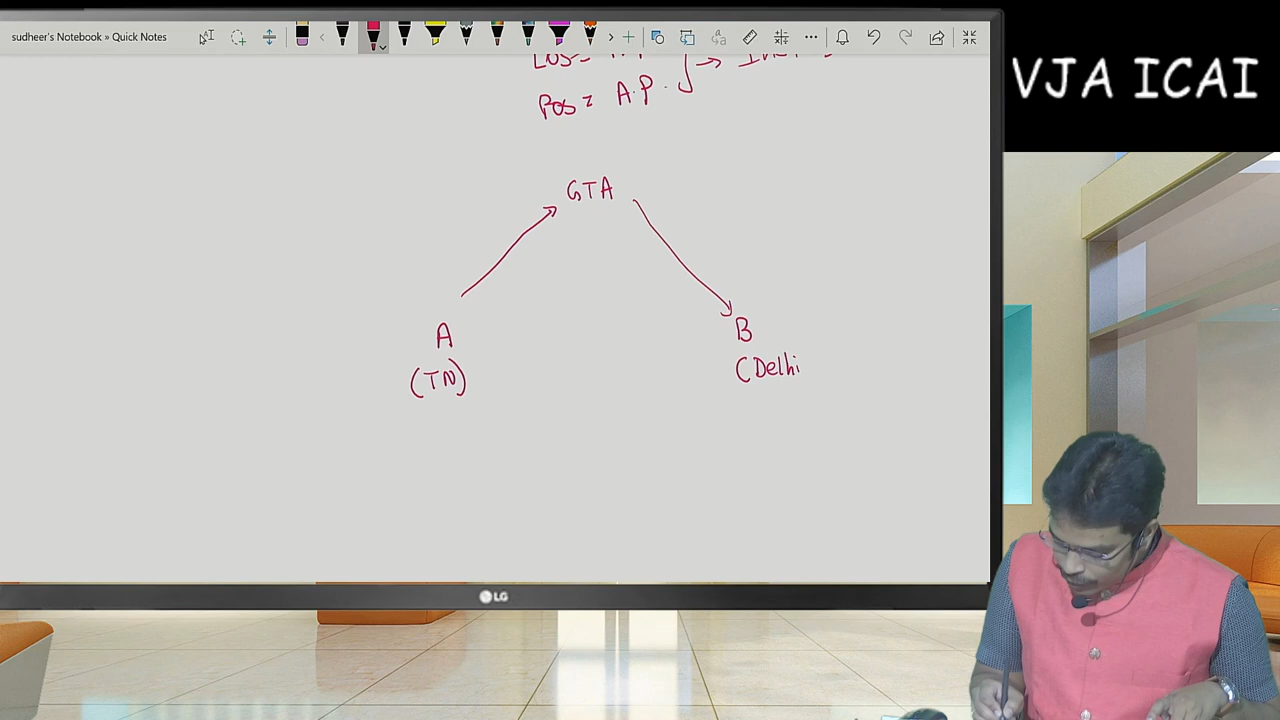 sudheer's Notebook » Quick Notes
VJA ICAI
Pos = A.P.
GTA
A
B
(TN)
(Delhi
LG